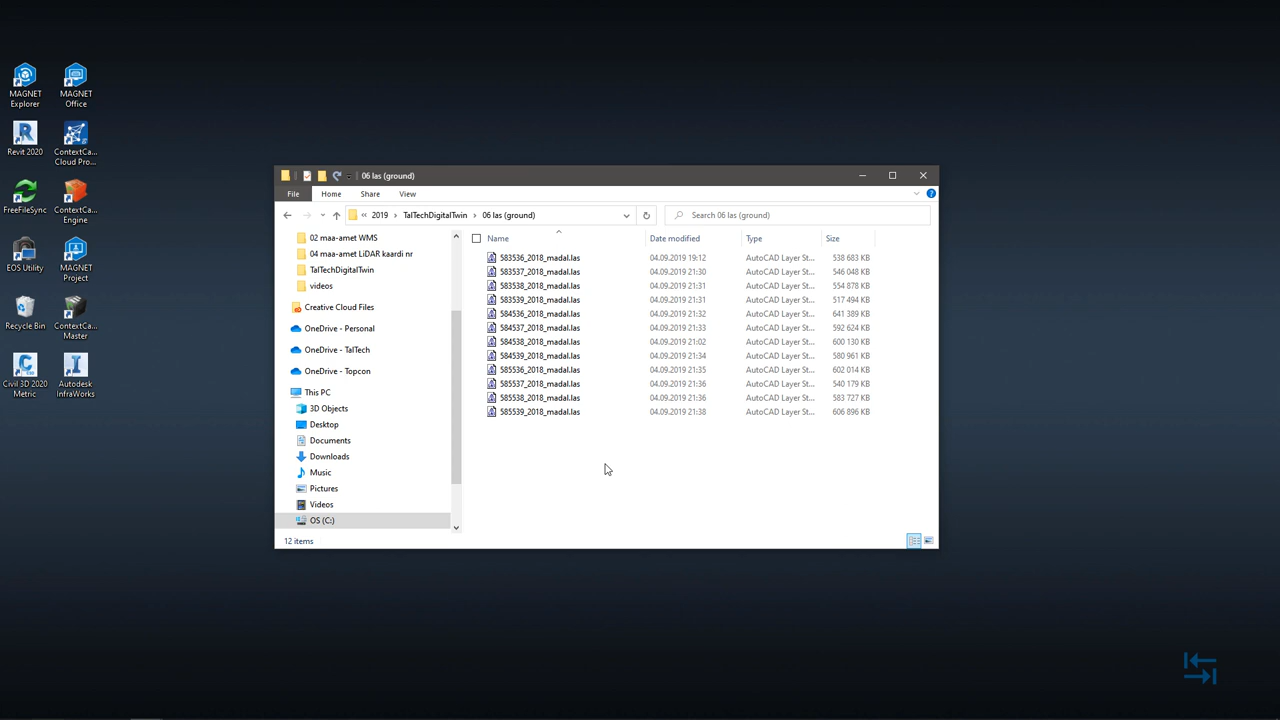 MAGNET Explorer
MAGNET Office
Revit 2020
ContextCa... Cloud Pro...
FreeFileSync
ContextCa... Engine
EOS Utility
MAGNET Project
Recycle Bin
ContextCa... Master
Civil 3D 2020 Metric
Autodesk InfraWorks
06 las (ground)
File Home Share View
« 2019 > TalTechDigitalTwin > 06 las (ground)
Search 06 las (ground)
02 maa-amet WMS
04 maa-amet LiDAR kaardi nr
TalTechDigitalTwin
videos
Creative Cloud Files
OneDrive - Personal
OneDrive - TalTech
OneDrive - Topcon
This PC
3D Objects
Desktop
Documents
Downloads
Music
Pictures
Videos
OS (C:)
Name Date modified Type Size
583536_2018_madal.las 04.09.2019 19:12 AutoCAD Layer St... 538 683 KB
583537_2018_madal.las 04.09.2019 21:30 AutoCAD Layer St... 546 048 KB
583538_2018_madal.las 04.09.2019 21:31 AutoCAD Layer St... 554 878 KB
583539_2018_madal.las 04.09.2019 21:31 AutoCAD Layer St... 517 494 KB
584536_2018_madal.las 04.09.2019 21:32 AutoCAD Layer St... 641 389 KB
584537_2018_madal.las 04.09.2019 21:33 AutoCAD Layer St... 592 624 KB
584538_2018_madal.las 04.09.2019 21:02 AutoCAD Layer St... 600 130 KB
584539_2018_madal.las 04.09.2019 21:34 AutoCAD Layer St... 580 961 KB
585536_2018_madal.las 04.09.2019 21:35 AutoCAD Layer St... 602 014 KB
585537_2018_madal.las 04.09.2019 21:36 AutoCAD Layer St... 540 179 KB
585538_2018_madal.las 04.09.2019 21:36 AutoCAD Layer St... 583 727 KB
585539_2018_madal.las 04.09.2019 21:38 AutoCAD Layer St... 606 896 KB
12 items